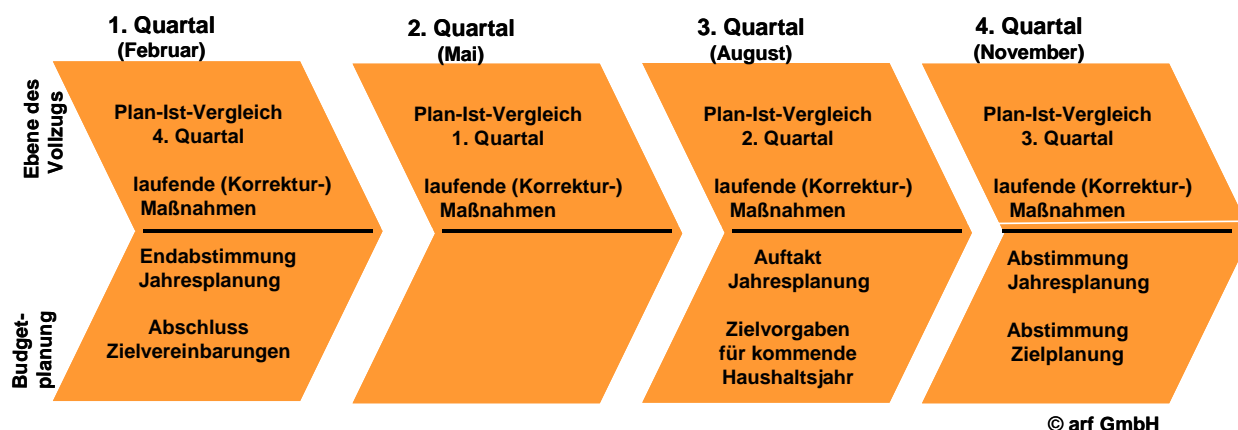 1. Quartal
(Februar)
2. Quartal
(Mai)
3. Quartal
(August)
4. Quartal
(November)
Ebene des
Vollzugs
Plan-Ist-Vergleich
4. Quartal
laufende (Korrektur-)
Maßnahmen
Plan-Ist-Vergleich
1. Quartal
laufende (Korrektur-)
Maßnahmen
Plan-Ist-Vergleich
2. Quartal
laufende (Korrektur-)
Maßnahmen
Plan-Ist-Vergleich
3. Quartal
laufende (Korrektur-)
Maßnahmen
Budget-
planung
Endabstimmung
Jahresplanung
Abschluss
Zielvereinbarungen
Auftakt
Jahresplanung
Zielvorgaben
für kommende
Haushaltsjahr
Abstimmung
Jahresplanung
Abstimmung
Zielplanung
© arf GmbH